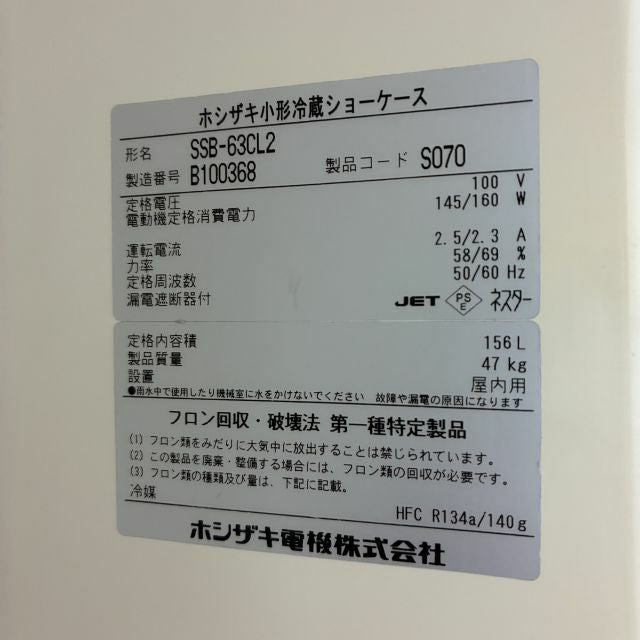 ホシザキ小形冷蔵ショーケース
形名 SSB-63CL2
製造番号 B100368 製品コード S070
定格電圧 100 V
電動機定格消費電力 145/160 W
運転電流 2.5/2.3 A
力率 58/69 %
定格周波数 50/60 Hz
漏電遮断器付 JET PSE ネスター
定格内容積 156 L
製品質量 47 kg
設置 屋内用
●雨水中で使用したり機械室に水をかけないでください 故障や漏電の原因になります
フロン回収・破壊法 第一種特定製品
(1) フロン類をみだりに大気中に放出することは禁じられています。
(2) この製品を廃棄・整備する場合には、フロン類の回収が必要です。
(3) フロン類の種類及び量は、下記に記載。
冷媒 HFC R134a/140g
ホシザキ電機株式会社